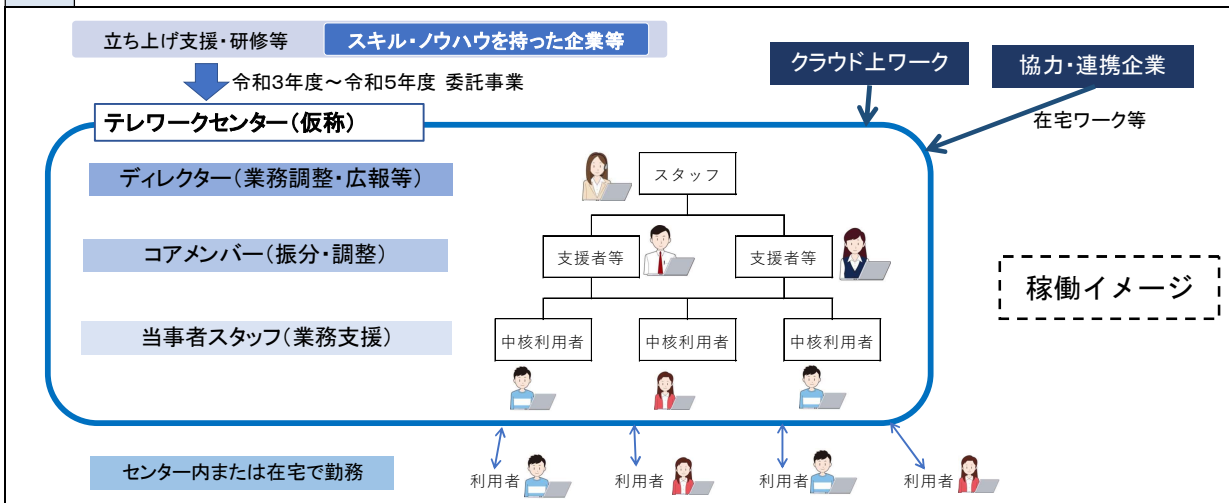 立ち上げ支援・研修等
スキル・ノウハウを持った企業等
令和3年度～令和5年度 委託事業
クラウド上ワーク
協力・連携企業
在宅ワーク等
テレワークセンター(仮称)
ディレクター(業務調整・広報等)
スタッフ
コアメンバー(振分・調整)
支援者等
支援者等
稼働イメージ
当事者スタッフ(業務支援)
中核利用者
中核利用者
中核利用者
センター内または在宅で勤務
利用者
利用者
利用者
利用者